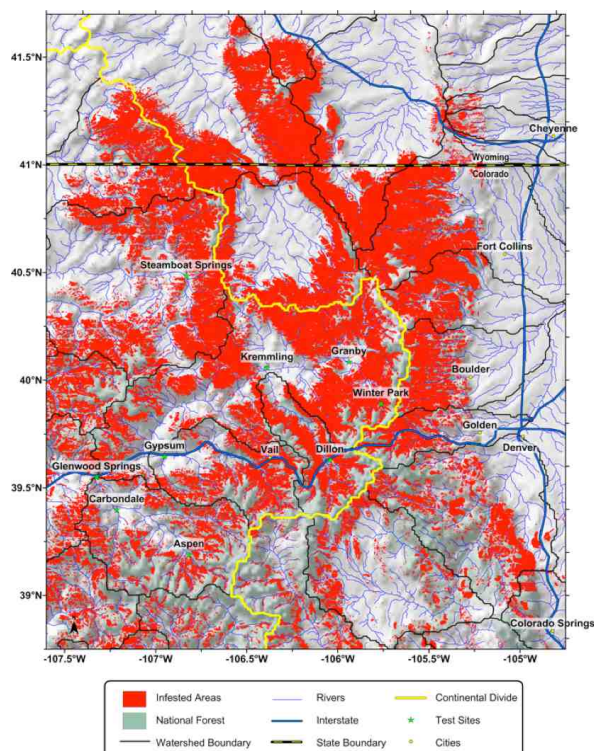 41.5°N
Cheyenne
41°N
Wyoming
Colorado
Fort Collins
40.5°N
Steamboat Springs
Kremmling
Granby
40°N
Boulder
Winter Park
Golden
Gypsum
Vail
Dillon
Denver
Glenwood Springs
39.5°N
Carbondale
Aspen
39°N
Colorado Springs
-107.5°W
-107°W
-106.5°W
-106°W
-105.5°W
-105°W
Infested Areas
Rivers
Continental Divide
National Forest
Interstate
Test Sites
Watershed Boundary
State Boundary
Cities